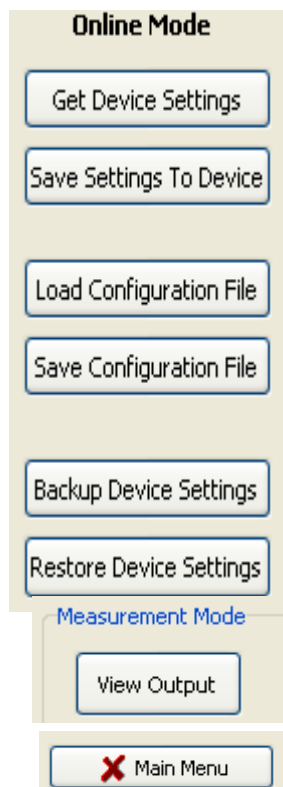 Online Mode
Get Device Settings
Save Settings To Device
Load Configuration File
Save Configuration File
Backup Device Settings
Restore Device Settings
Measurement Mode
View Output
Main Menu